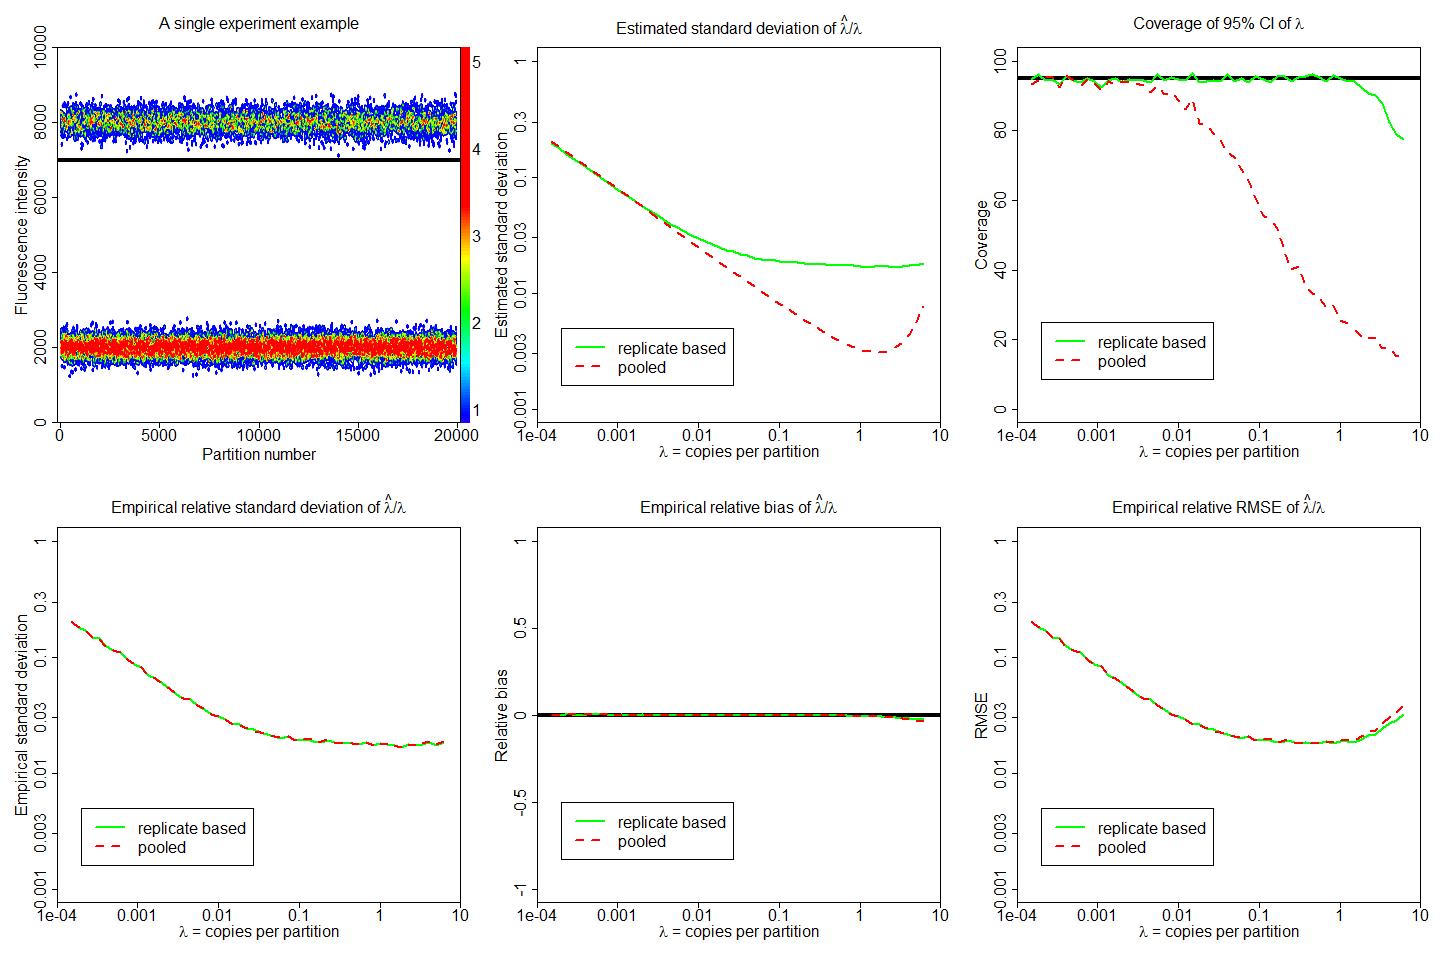 A single experiment example
Fluorescence intensity
10000
8000
6000
4000
2000
0
5
4
3
2
1
0
5000
10000
15000
20000
Partition number
Estimated standard deviation of λ̂/λ
Estimated standard deviation
1
0.3
0.1
0.03
0.01
0.003
0.001
replicate based
pooled
1e-04
0.001
0.01
0.1
1
10
λ = copies per partition
Coverage of 95% CI of λ
Coverage
100
80
60
40
20
0
replicate based
pooled
1e-04
0.001
0.01
0.1
1
10
λ = copies per partition
Empirical relative standard deviation of λ̂/λ
Empirical standard deviation
1
0.3
0.1
0.03
0.01
0.003
0.001
replicate based
pooled
1e-04
0.001
0.01
0.1
1
10
λ = copies per partition
Empirical relative bias of λ̂/λ
Relative bias
1
0.5
0
-0.5
-1
replicate based
pooled
1e-04
0.001
0.01
0.1
1
10
λ = copies per partition
Empirical relative RMSE of λ̂/λ
RMSE
1
0.3
0.1
0.03
0.01
0.003
0.001
replicate based
pooled
1e-04
0.001
0.01
0.1
1
10
λ = copies per partition